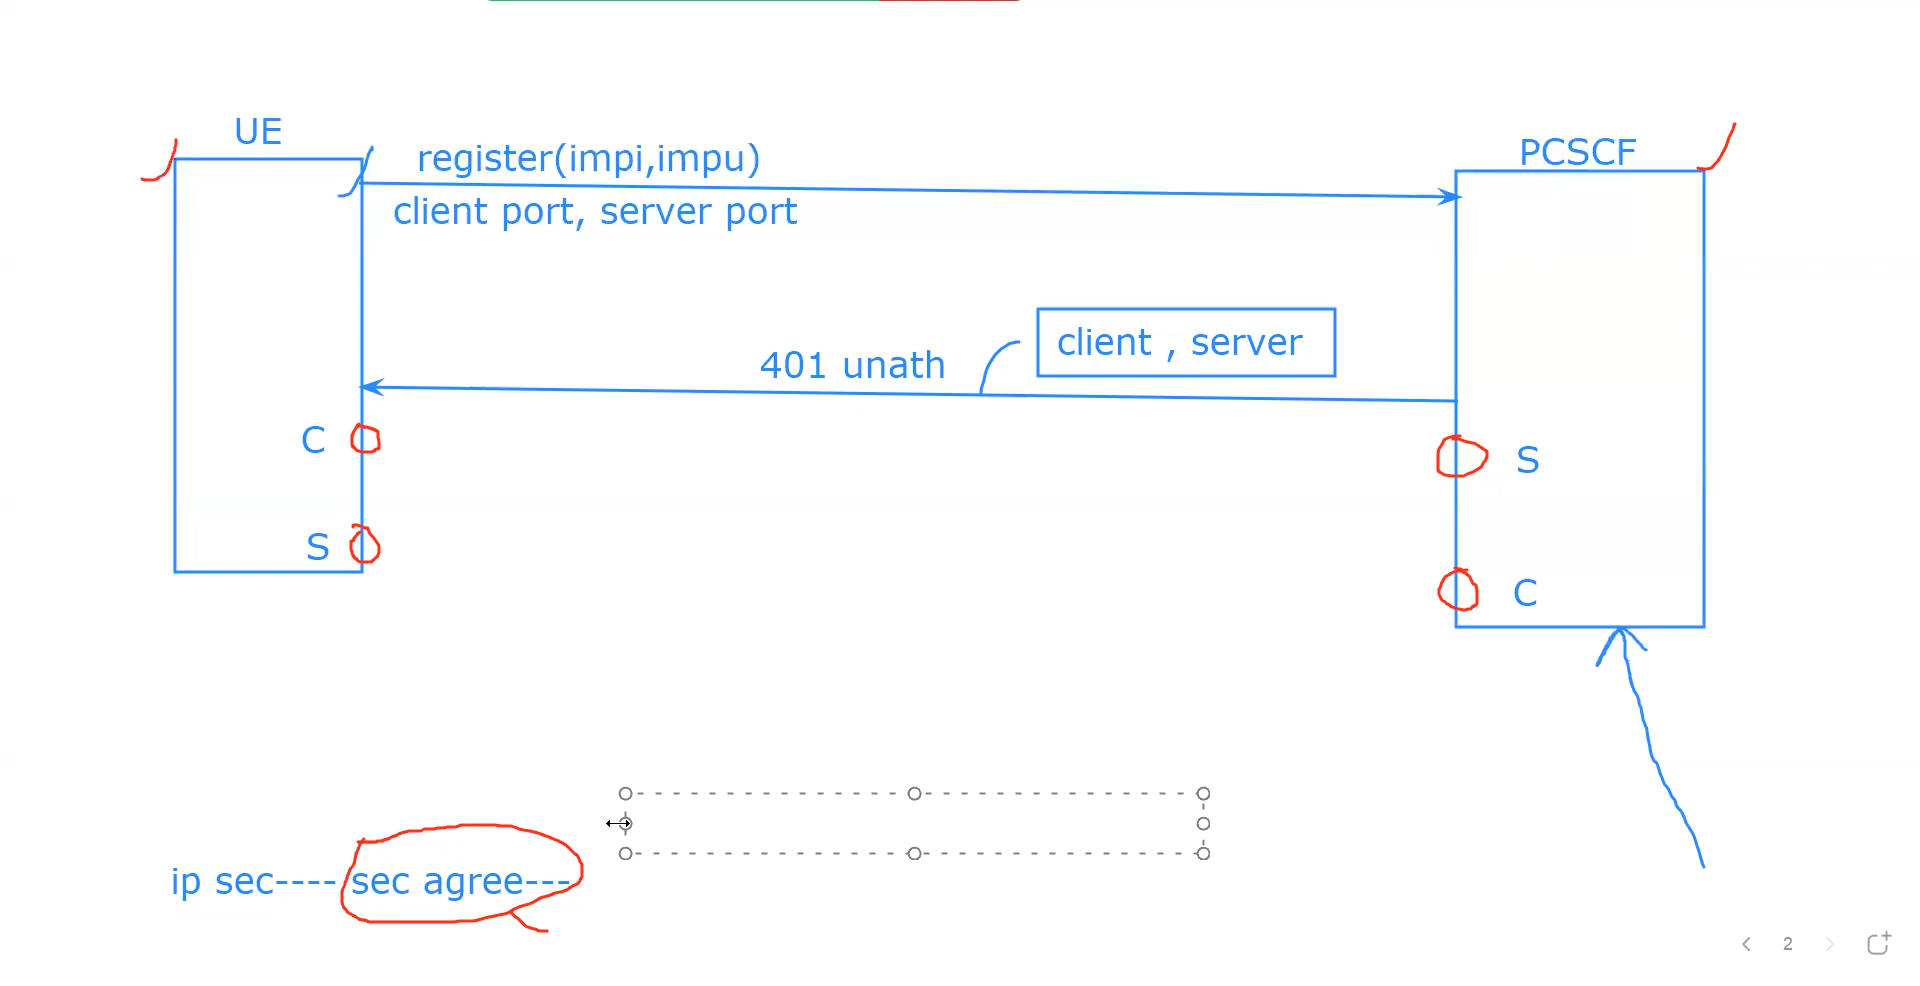 UE
PCSCF
register(impi,impu)
client port, server port
client , server
401 unath
C
S
S
C
ip sec---- sec agree---
2